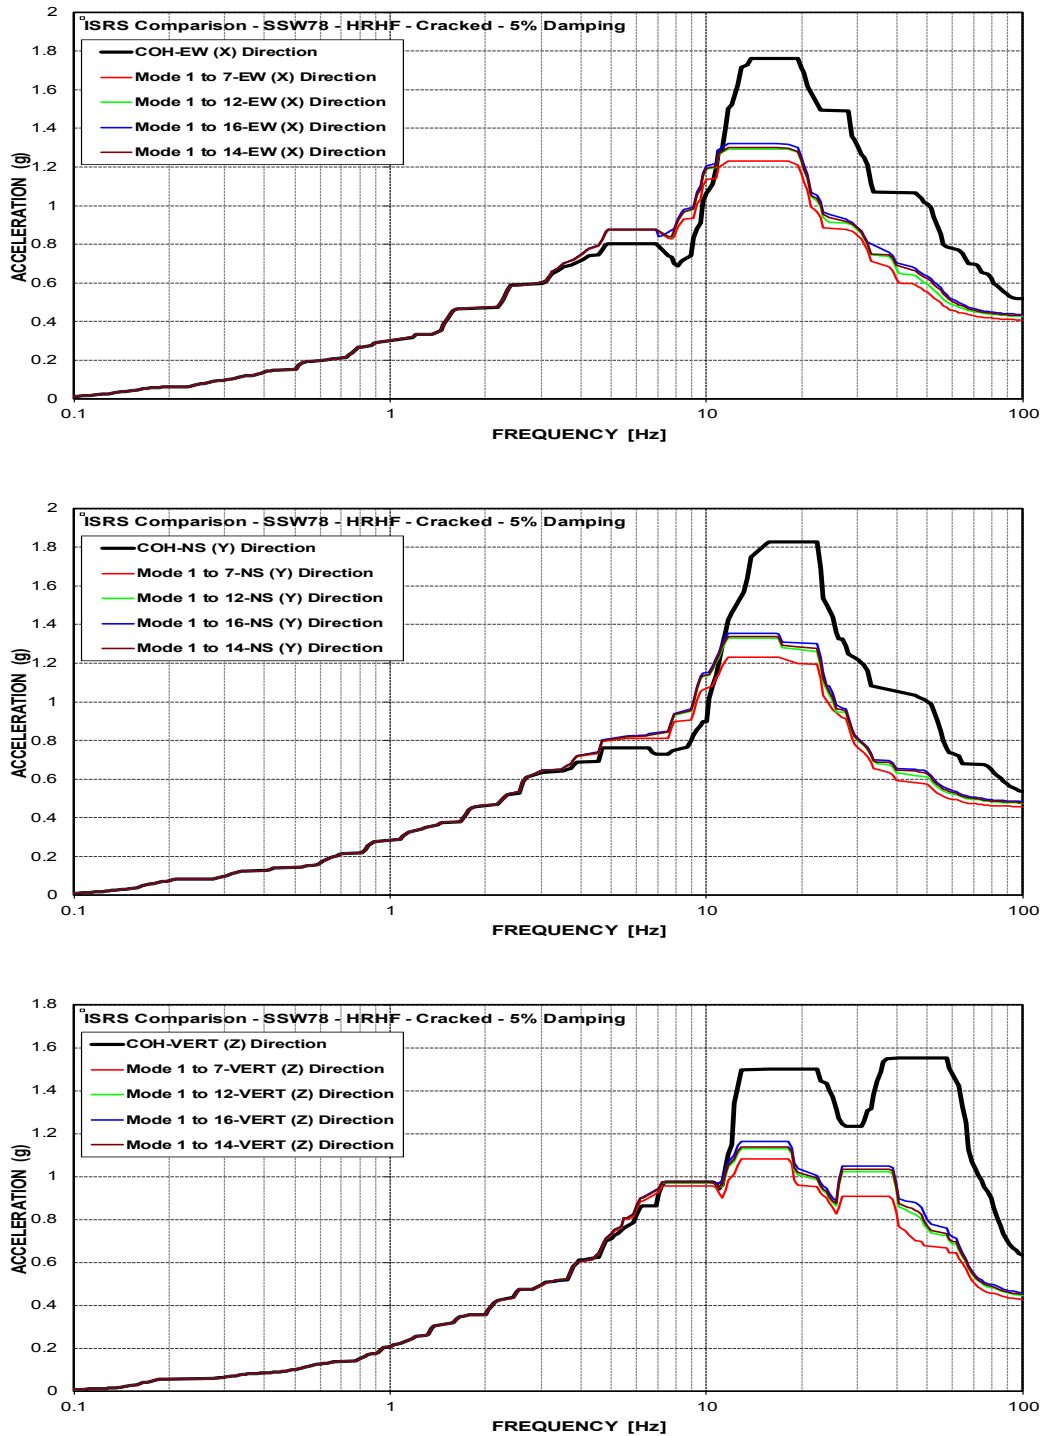 ISRS Comparison - SSW78 - HRHF - Cracked - 5% Damping
COH-EW (X) Direction
Mode 1 to 7-EW (X) Direction
Mode 1 to 12-EW (X) Direction
Mode 1 to 16-EW (X) Direction
Mode 1 to 14-EW (X) Direction
ACCELERATION (g)
2
1.8
1.6
1.4
1.2
1
0.8
0.6
0.4
0.2
0
0.1 1 10 100
FREQUENCY [Hz]
ISRS Comparison - SSW78 - HRHF - Cracked - 5% Damping
COH-NS (Y) Direction
Mode 1 to 7-NS (Y) Direction
Mode 1 to 12-NS (Y) Direction
Mode 1 to 16-NS (Y) Direction
Mode 1 to 14-NS (Y) Direction
ACCELERATION (g)
2
1.8
1.6
1.4
1.2
1
0.8
0.6
0.4
0.2
0
0.1 1 10 100
FREQUENCY [Hz]
ISRS Comparison - SSW78 - HRHF - Cracked - 5% Damping
COH-VERT (Z) Direction
Mode 1 to 7-VERT (Z) Direction
Mode 1 to 12-VERT (Z) Direction
Mode 1 to 16-VERT (Z) Direction
Mode 1 to 14-VERT (Z) Direction
ACCELERATION (g)
1.8
1.6
1.4
1.2
1
0.8
0.6
0.4
0.2
0
0.1 1 10 100
FREQUENCY [Hz]